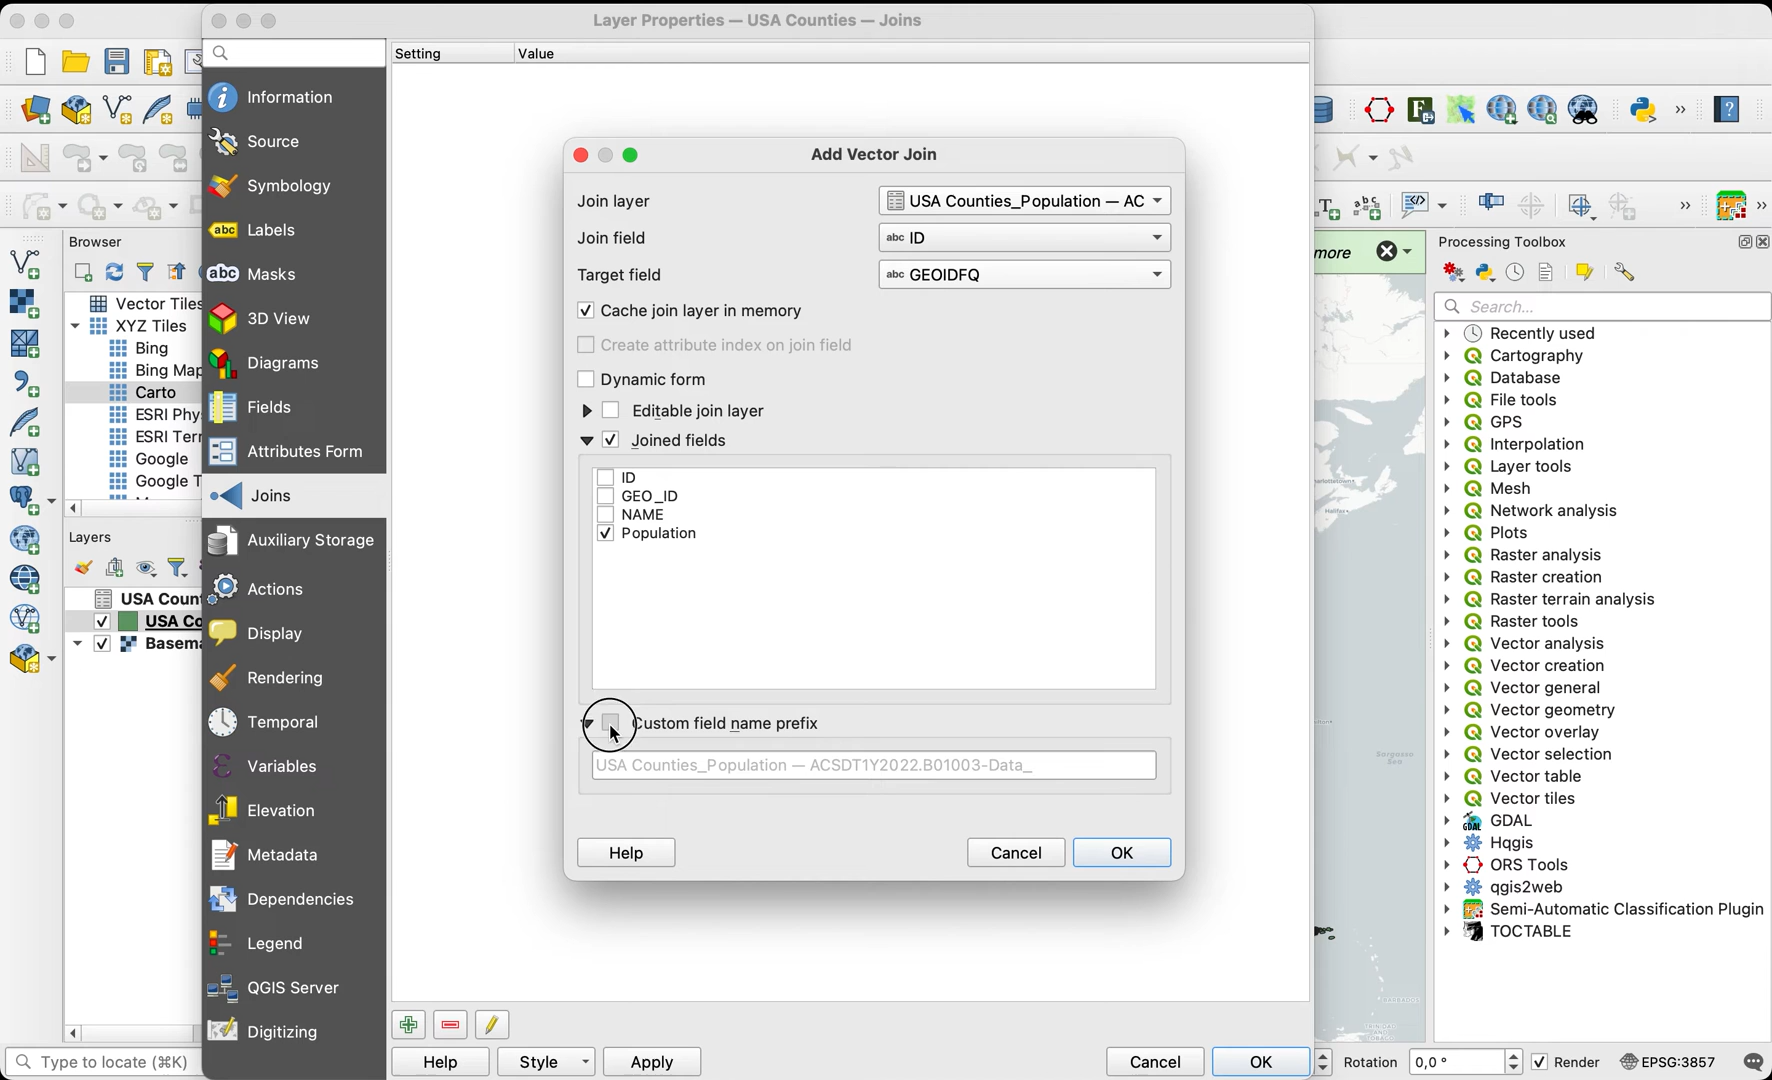 Layer Properties — USA Counties — Joins
Setting
Value
Information
Source
Symbology
Labels
Masks
3D View
Diagrams
Fields
Attributes Form
Joins
Auxiliary Storage
Actions
Display
Rendering
Temporal
Variables
Elevation
Metadata
Dependencies
Legend
QGIS Server
Digitizing
Browser
Vector Tiles
XYZ Tiles
Bing
Bing Map
Carto
ESRI Phy
ESRI Terr
Google
Google T
Layers
USA Count
USA Co
Basema
Type to locate (⌘K)
Add Vector Join
Join layer
USA Counties_Population — AC
Join field
abc ID
Target field
abc GEOIDFQ
Cache join layer in memory
Create attribute index on join field
Dynamic form
Editable join layer
Joined fields
ID
GEO_ID
NAME
Population
Custom field name prefix
USA Counties_Population — ACSDT1Y2022.B01003-Data_
Help
Cancel
OK
Help
Style
Apply
Cancel
OK
more
Processing Toolbox
Search...
Recently used
Cartography
Database
File tools
GPS
Interpolation
Layer tools
Mesh
Network analysis
Plots
Raster analysis
Raster creation
Raster terrain analysis
Raster tools
Vector analysis
Vector creation
Vector general
Vector geometry
Vector overlay
Vector selection
Vector table
Vector tiles
GDAL
Hqgis
ORS Tools
qgis2web
Semi-Automatic Classification Plugin
TOCTABLE
Halifax
Sargasso
Sea
Rotation
0,0 °
Render
EPSG:3857